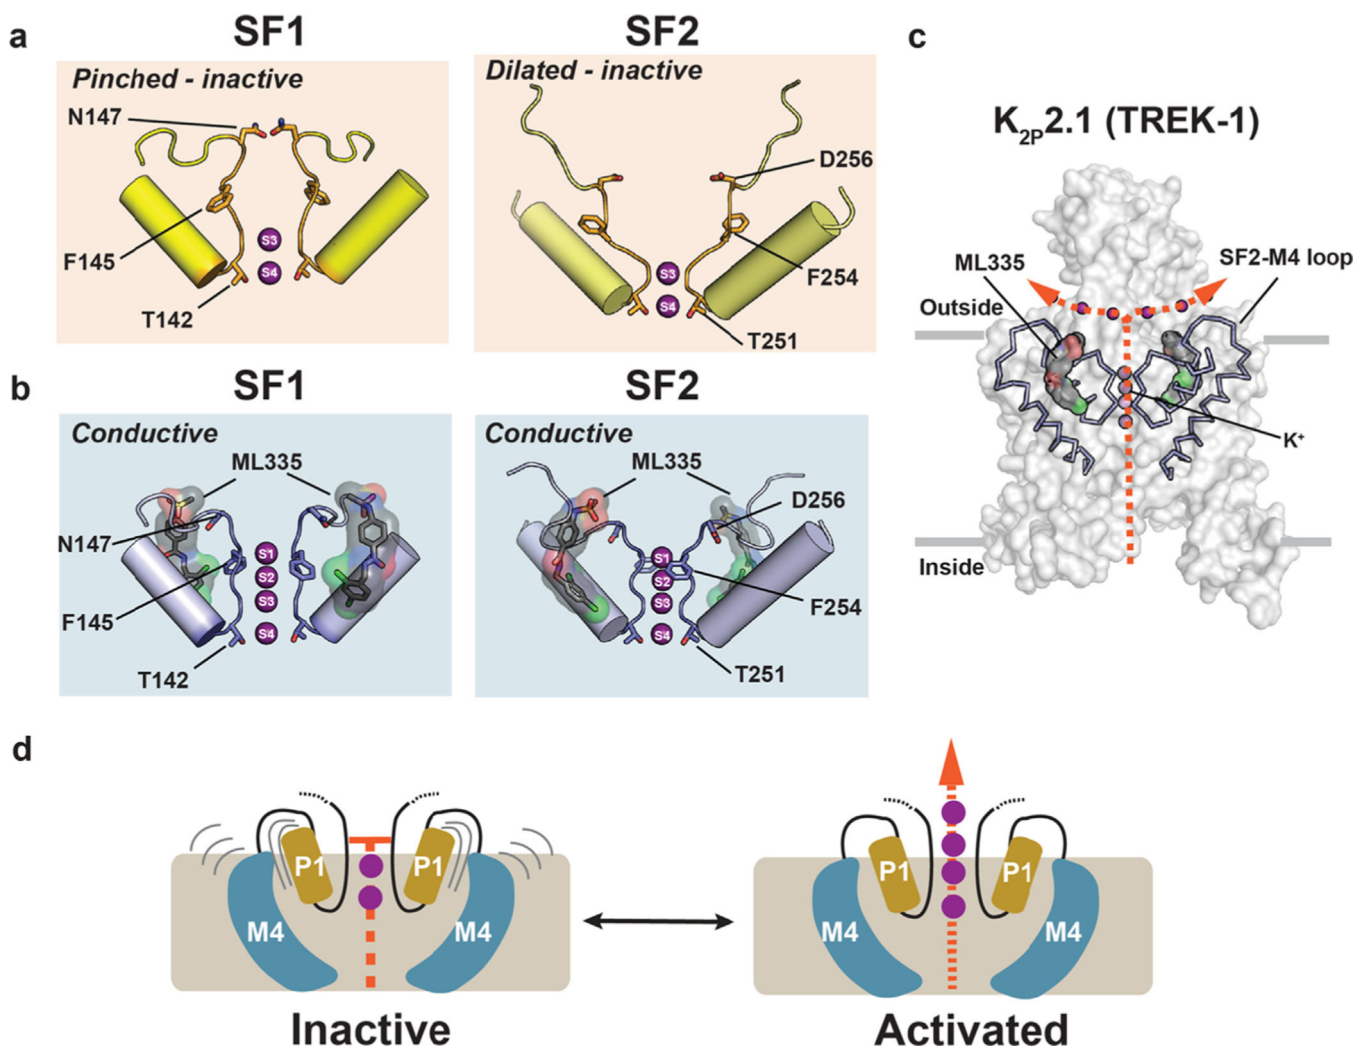 a
SF1
SF2
c
Pinched - inactive
Dilated - inactive
N147
F145
T142
S3
S4
D256
F254
T251
S3
S4
K2P2.1 (TREK-1)
ML335
SF2-M4 loop
Outside
Inside
K+
b
SF1
SF2
Conductive
Conductive
ML335
N147
F145
T142
S1
S2
S3
S4
ML335
D256
F254
T251
S1
S2
S3
S4
d
P1
P1
M4
M4
Inactive
P1
P1
M4
M4
Activated